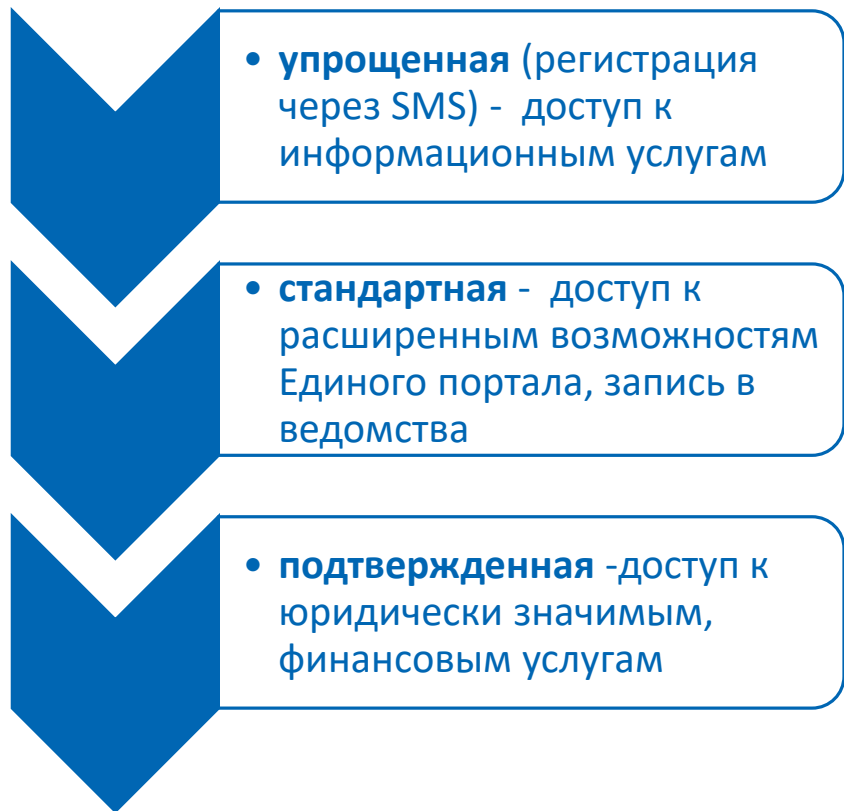 • упрощенная (регистрация
через SMS) - доступ к
информационным услугам
• стандартная - доступ к
расширенным возможностям
Единого портала, запись в
ведомства
• подтвержденная -доступ к
юридически значимым,
финансовым услугам